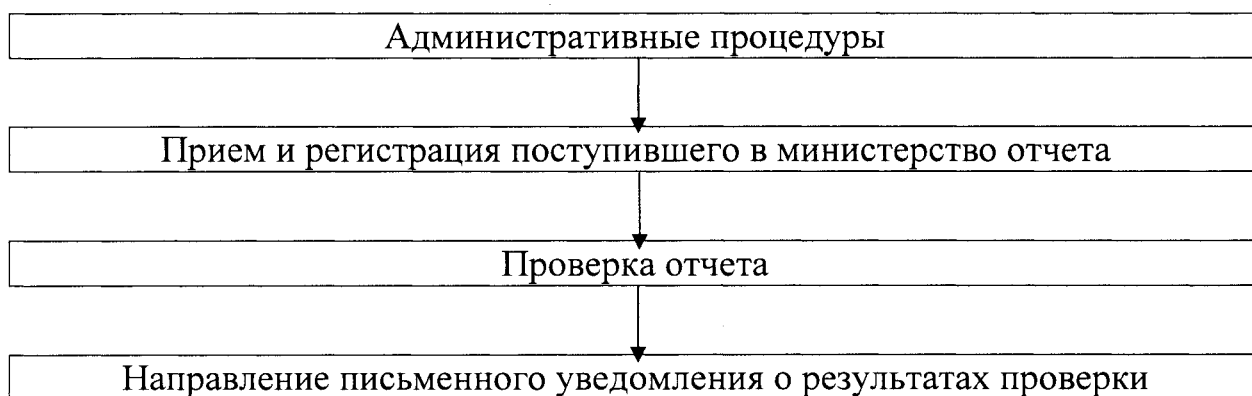 Административные процедуры
Прием и регистрация поступившего в министерство отчета
Проверка отчета
Направление письменного уведомления о результатах проверки